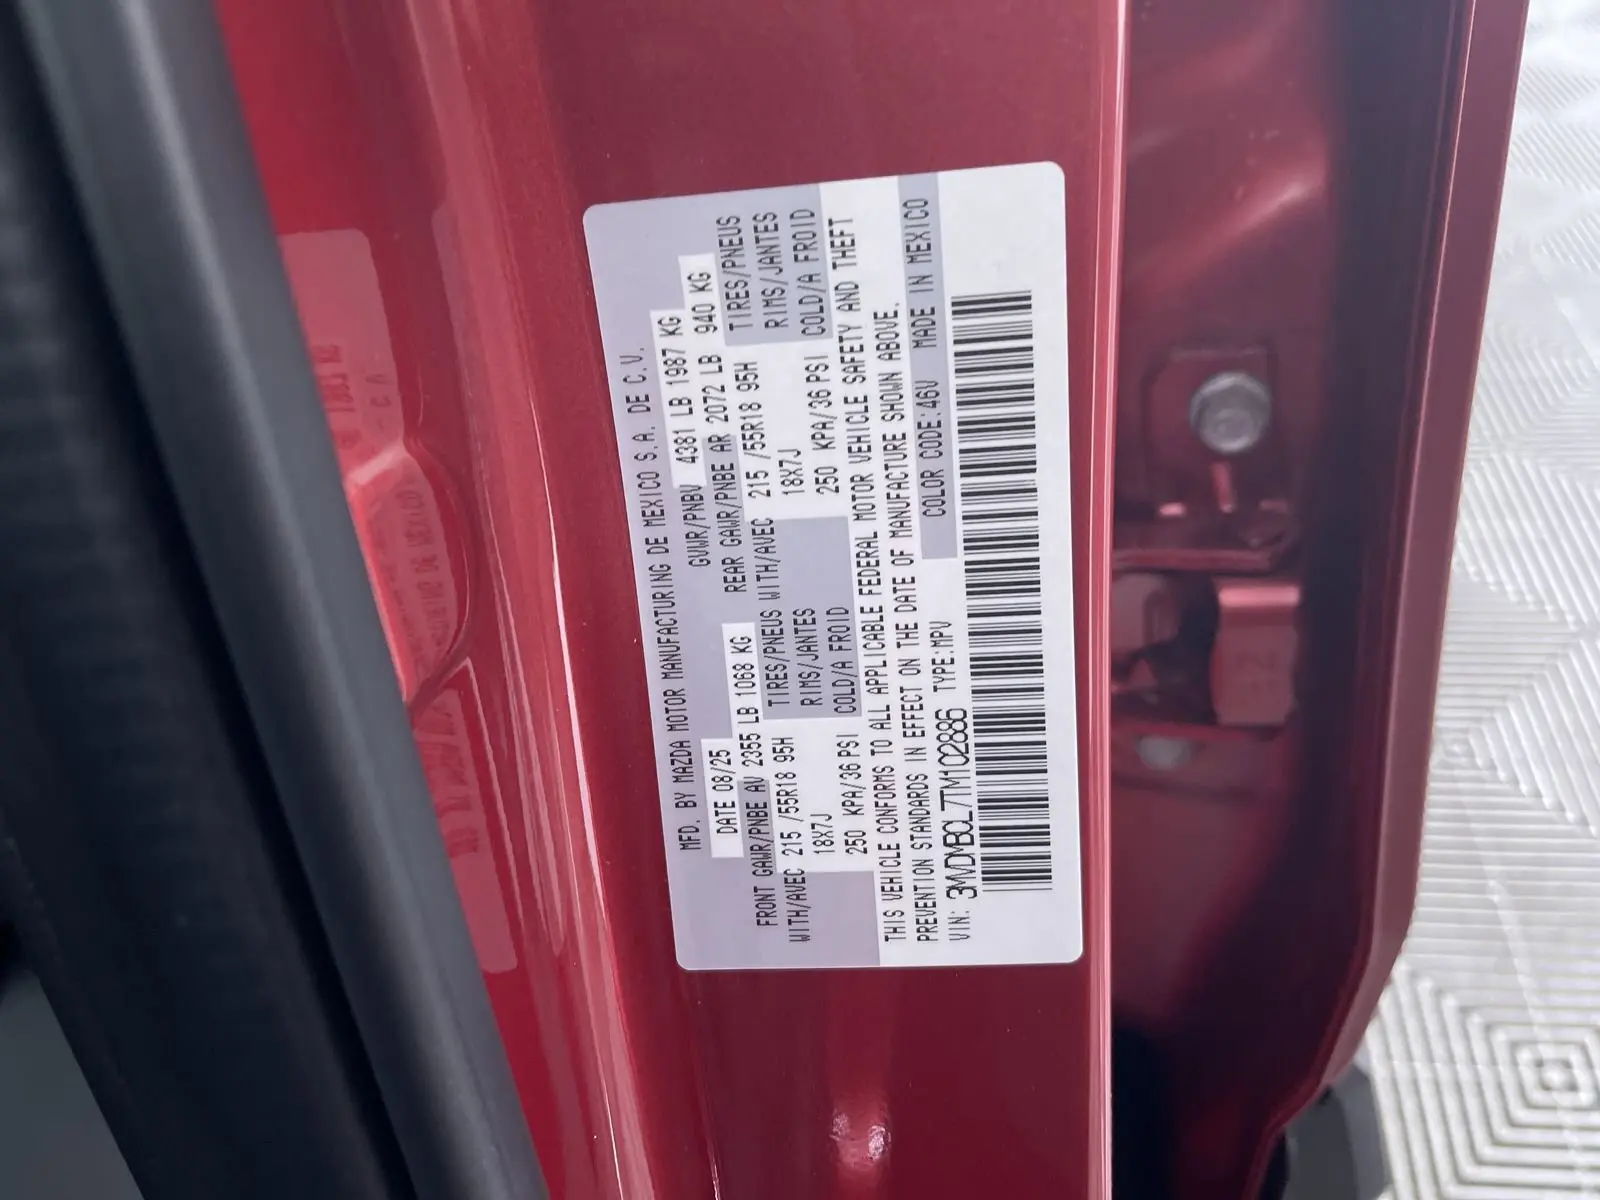 MFD. BY MAZDA MOTOR MANUFACTURING DE MEXICO S.A. DE C.V.
DATE 08/25 GVWR/PNBV 4381 LB 1987 KG
FRONT GAWR/PNBE AV 2355 LB 1068 KG REAR GAWR/PNBE AR 2072 LB 940 KG
WITH/AVEC 215 /55R18 95H TIRES/PNEUS WITH/AVEC 215 /55R18 95H TIRES/PNEUS
18X7J RIMS/JANTES 18X7J RIMS/JANTES
250 KPA/36 PSI COLD/A FROID 250 KPA/36 PSI COLD/A FROID
THIS VEHICLE CONFORMS TO ALL APPLICABLE FEDERAL MOTOR VEHICLE SAFETY AND THEFT
PREVENTION STANDARDS IN EFFECT ON THE DATE OF MANUFACTURE SHOWN ABOVE.
VIN: 3MVDMBCL7TM102886 TYPE:MPV COLOR CODE:46V MADE IN MEXICO